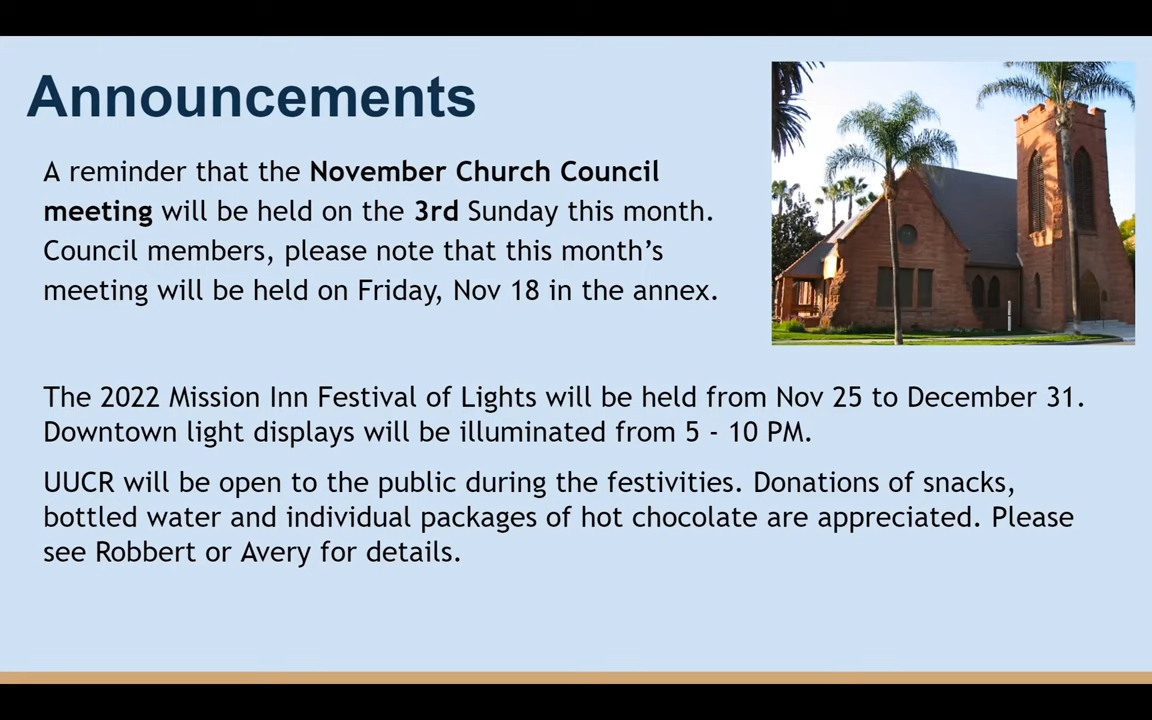 Announcements
A reminder that the November Church Council
meeting will be held on the 3rd Sunday this month.
Council members, please note that this month’s
meeting will be held on Friday, Nov 18 in the annex.
The 2022 Mission Inn Festival of Lights will be held from Nov 25 to December 31.
Downtown light displays will be illuminated from 5 - 10 PM.
UUCR will be open to the public during the festivities. Donations of snacks,
bottled water and individual packages of hot chocolate are appreciated. Please
see Robbert or Avery for details.